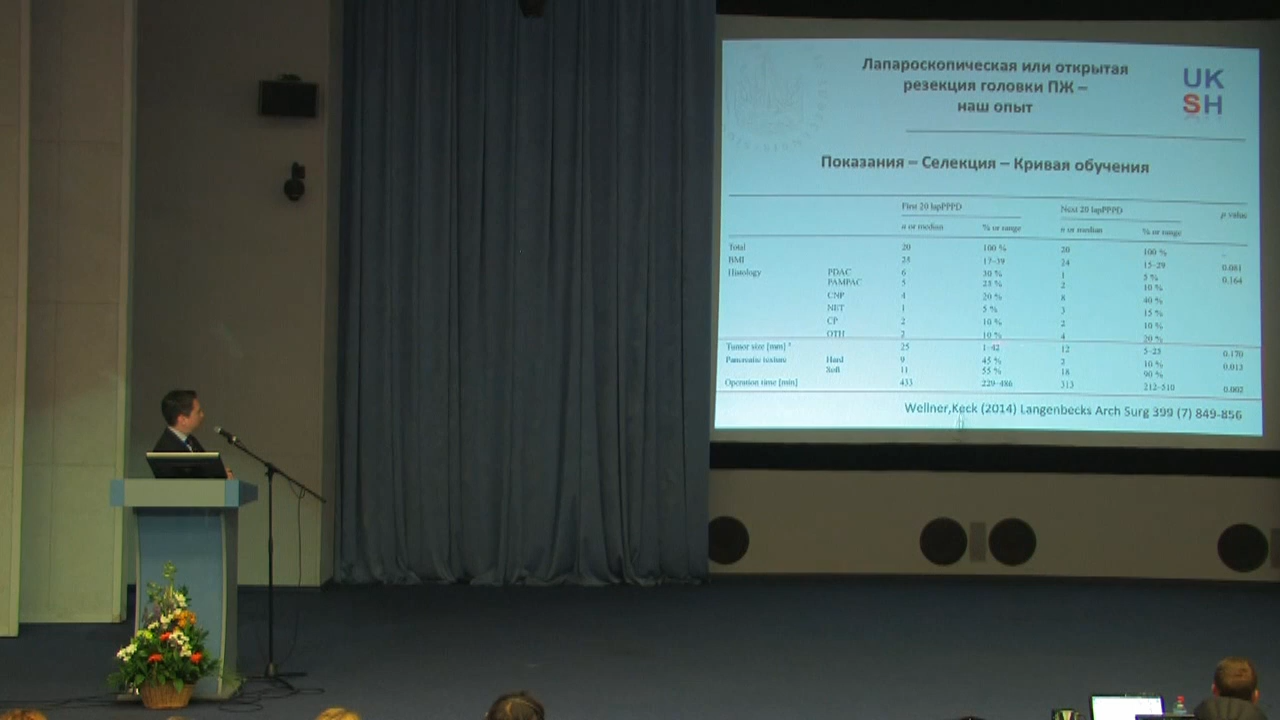 Лапароскопическая или открытая
резекция головки ПЖ –
наш опыт
UK
SH
Показания – Селекция – Кривая обучения
First 20 lapPPPD Next 20 lapPPPD p value
n or median % or range n or median % or range
Total 20 100 % 20 100 % –
BMI 17–39 24 15–29 0.081
Histology PDAC 6 30 % 1 5 % 0.164
PAMPAC 5 25 % 2 10 %
CNP 4 20 % 8 40 %
NET 1 5 % 3 15 %
CP 2 10 % 2 10 %
OTH 2 10 % 4 20 %
Tumor size [mm] 25 1–42 12 5–23 0.170
Pancreatic texture Hard 9 45 % 2 10 % 0.013
Soft 11 55 % 18 90 %
Operation time [min] 433 229–486 313 212–510 0.002
Wellner,Keck (2014) Langenbecks Arch Surg 399 (7) 849-856